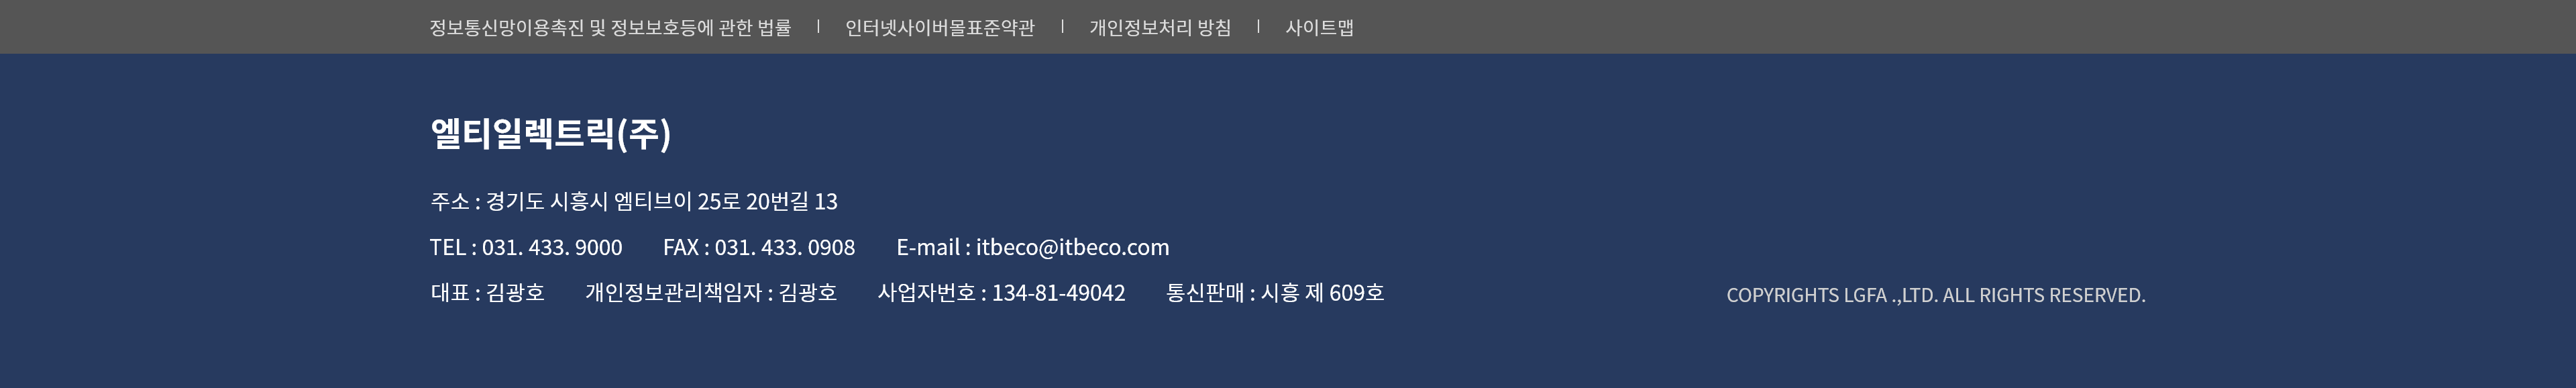 정보통신망이용촉진 및 정보보호등에 관한 법률 | 인터넷사이버몰표준약관 | 개인정보처리 방침 | 사이트맵
엘티일렉트릭(주)
주소 : 경기도 시흥시 엠티브이 25로 20번길 13
TEL : 031. 433. 9000 FAX : 031. 433. 0908 E-mail : itbeco@itbeco.com
대표 : 김광호 개인정보관리책임자 : 김광호 사업자번호 : 134-81-49042 통신판매 : 시흥 제 609호
COPYRIGHTS LGFA .,LTD. ALL RIGHTS RESERVED.